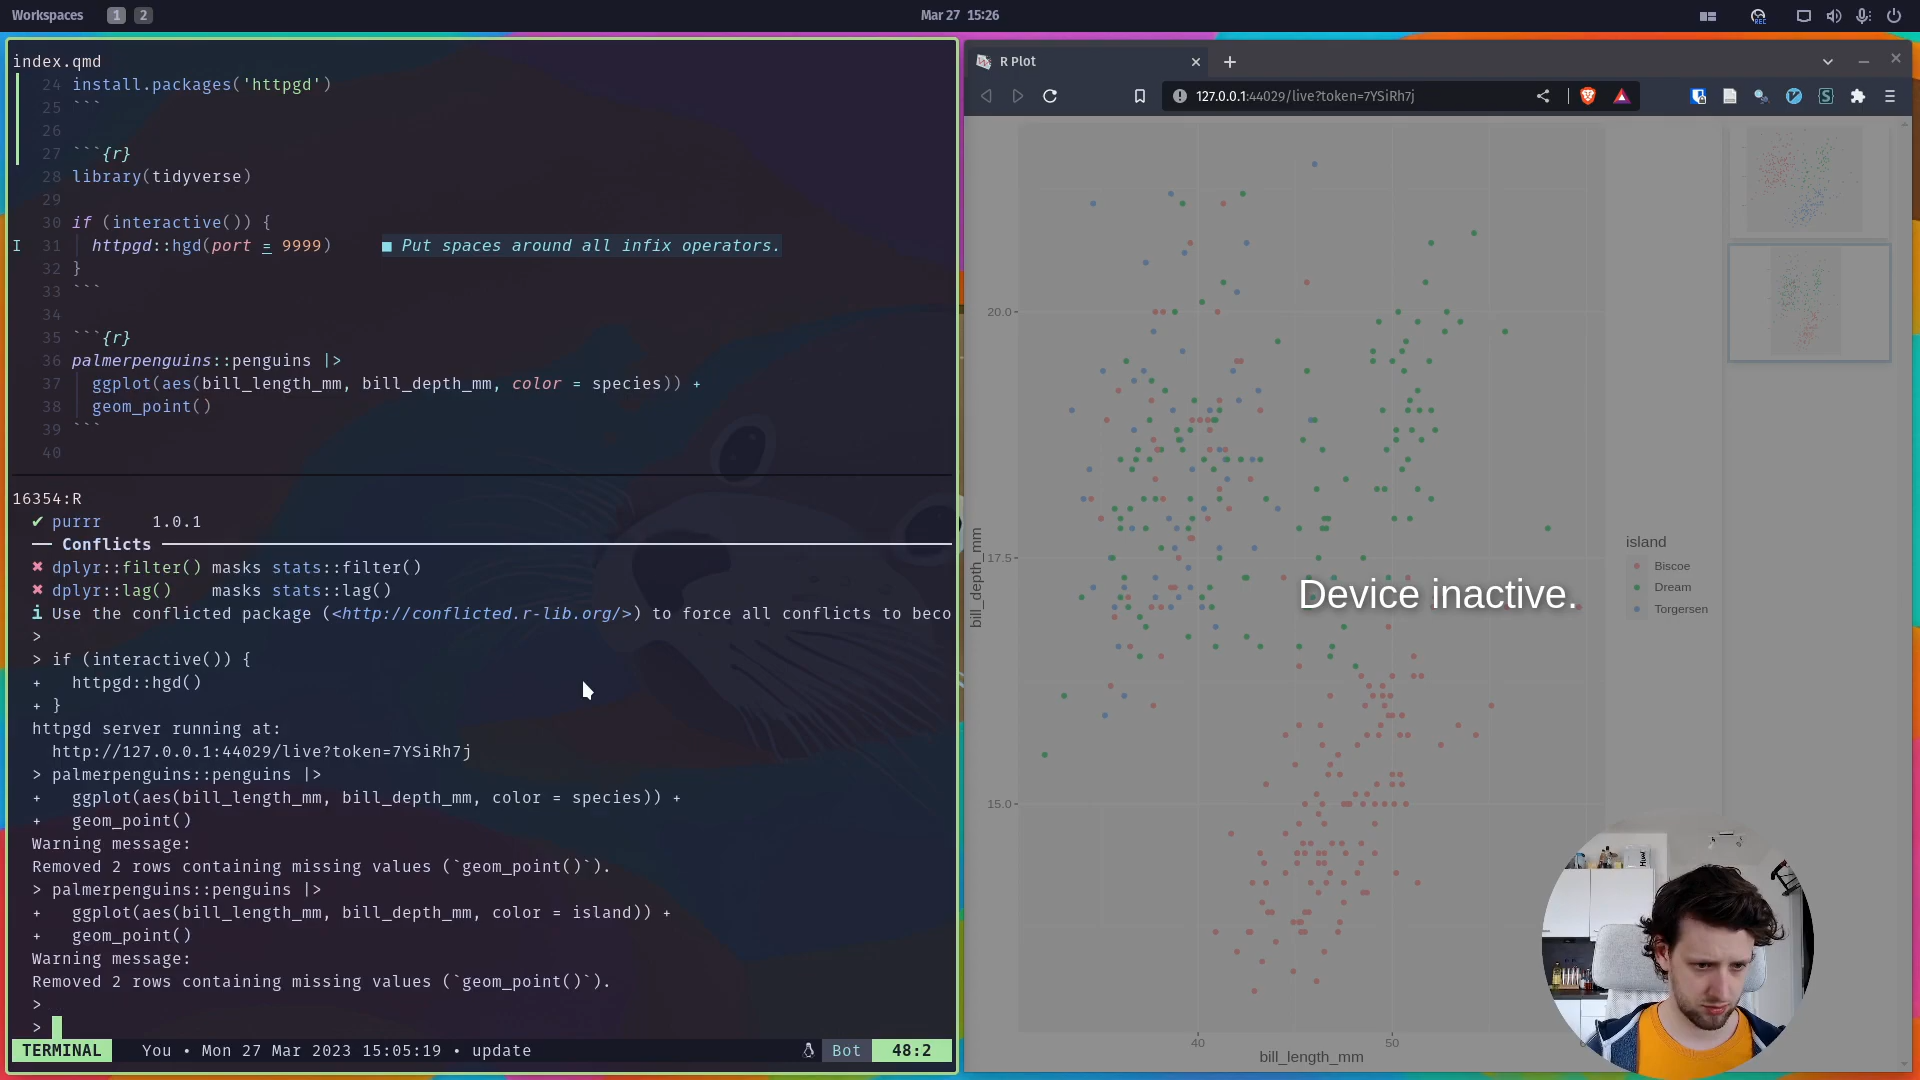 Workspaces 1 2
Mar 27 15:26
REC
index.qmd
24 install.packages('httpgd')
25 ```
26
27 ```{r}
28 library(tidyverse)
29
30 if (interactive()) {
I 31 httpgd::hgd(port = 9999) ■ Put spaces around all infix operators.
32 }
33 ```
34
35 ```{r}
36 palmerpenguins::penguins |>
37 ggplot(aes(bill_length_mm, bill_depth_mm, color = species)) +
38 geom_point()
39 ```
40
16354:R
✔ purrr 1.0.1
── Conflicts ──
✖ dplyr::filter() masks stats::filter()
✖ dplyr::lag() masks stats::lag()
ℹ Use the conflicted package (<http://conflicted.r-lib.org/>) to force all conflicts to beco
>
> if (interactive()) {
+ httpgd::hgd()
+ }
httpgd server running at:
http://127.0.0.1:44029/live?token=7YSiRh7j
> palmerpenguins::penguins |>
+ ggplot(aes(bill_length_mm, bill_depth_mm, color = species)) +
+ geom_point()
Warning message:
Removed 2 rows containing missing values (`geom_point()`).
> palmerpenguins::penguins |>
+ ggplot(aes(bill_length_mm, bill_depth_mm, color = island)) +
+ geom_point()
Warning message:
Removed 2 rows containing missing values (`geom_point()`).
>
>
TERMINAL You • Mon 27 Mar 2023 15:05:19 • update Bot 48:2
R Plot
127.0.0.1:44029/live?token=7YSiRh7j
20.0
17.5
15.0
bill_depth_mm
40
50
bill_length_mm
island
Biscoe
Dream
Torgersen
Device inactive.